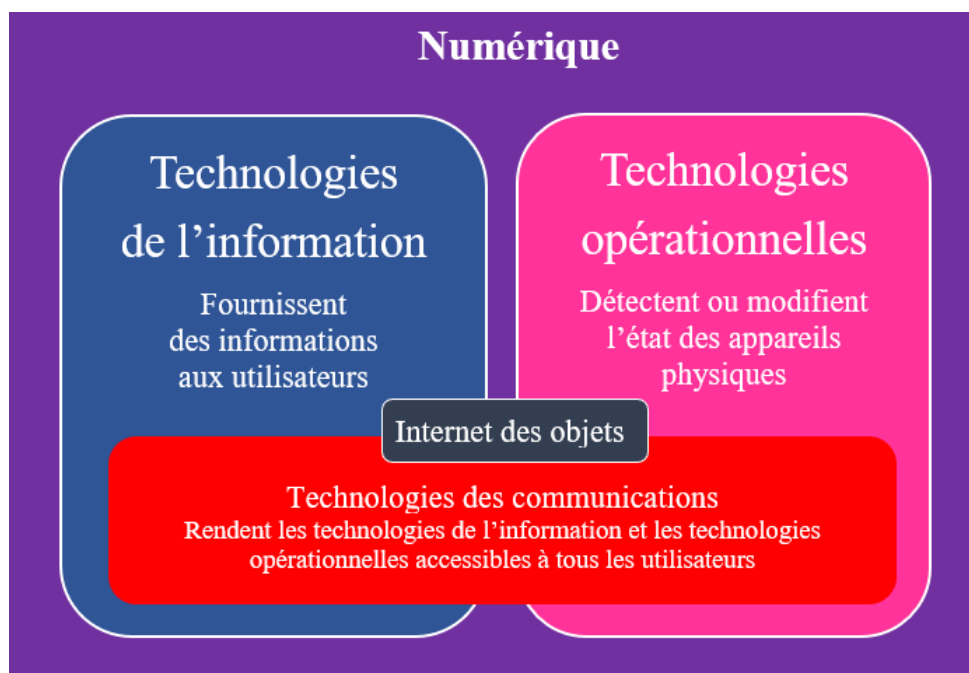 Numérique
Technologies
de l’information
Fournissent
des informations
aux utilisateurs
Technologies
opérationnelles
Détectent ou modifient
l’état des appareils
physiques
Internet des objets
Technologies des communications
Rendent les technologies de l’information et les technologies
opérationnelles accessibles à tous les utilisateurs